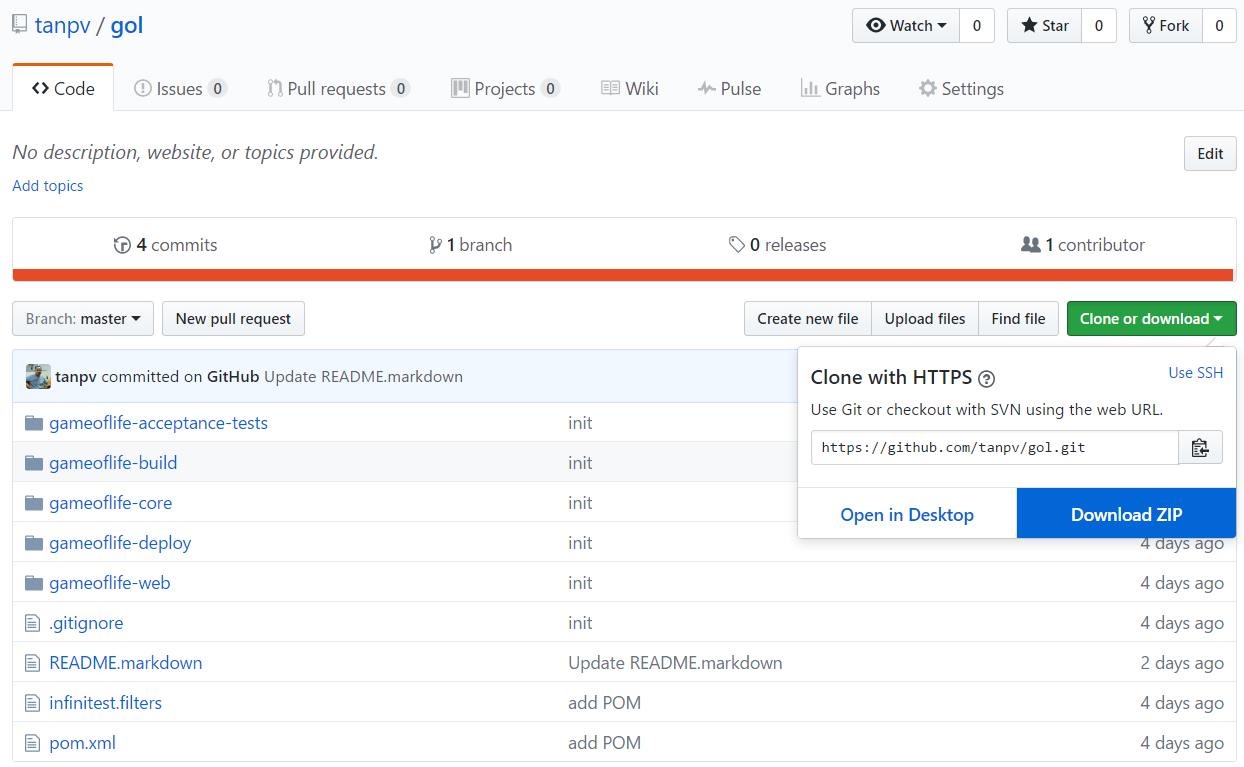 tanpv / gol
Watch 0 Star 0 Fork 0
Code Issues 0 Pull requests 0 Projects 0 Wiki Pulse Graphs Settings
No description, website, or topics provided.
Edit
Add topics
4 commits 1 branch 0 releases 1 contributor
Branch: master New pull request Create new file Upload files Find file Clone or download
tanpv committed on GitHub Update README.markdown
Clone with HTTPS ? Use SSH
Use Git or checkout with SVN using the web URL.
https://github.com/tanpv/gol.git
Open in Desktop Download ZIP
gameoflife-acceptance-tests init
gameoflife-build init
gameoflife-core init
gameoflife-deploy init 4 days ago
gameoflife-web init 4 days ago
.gitignore init 4 days ago
README.markdown Update README.markdown 2 days ago
infinitest.filters add POM 4 days ago
pom.xml add POM 4 days ago